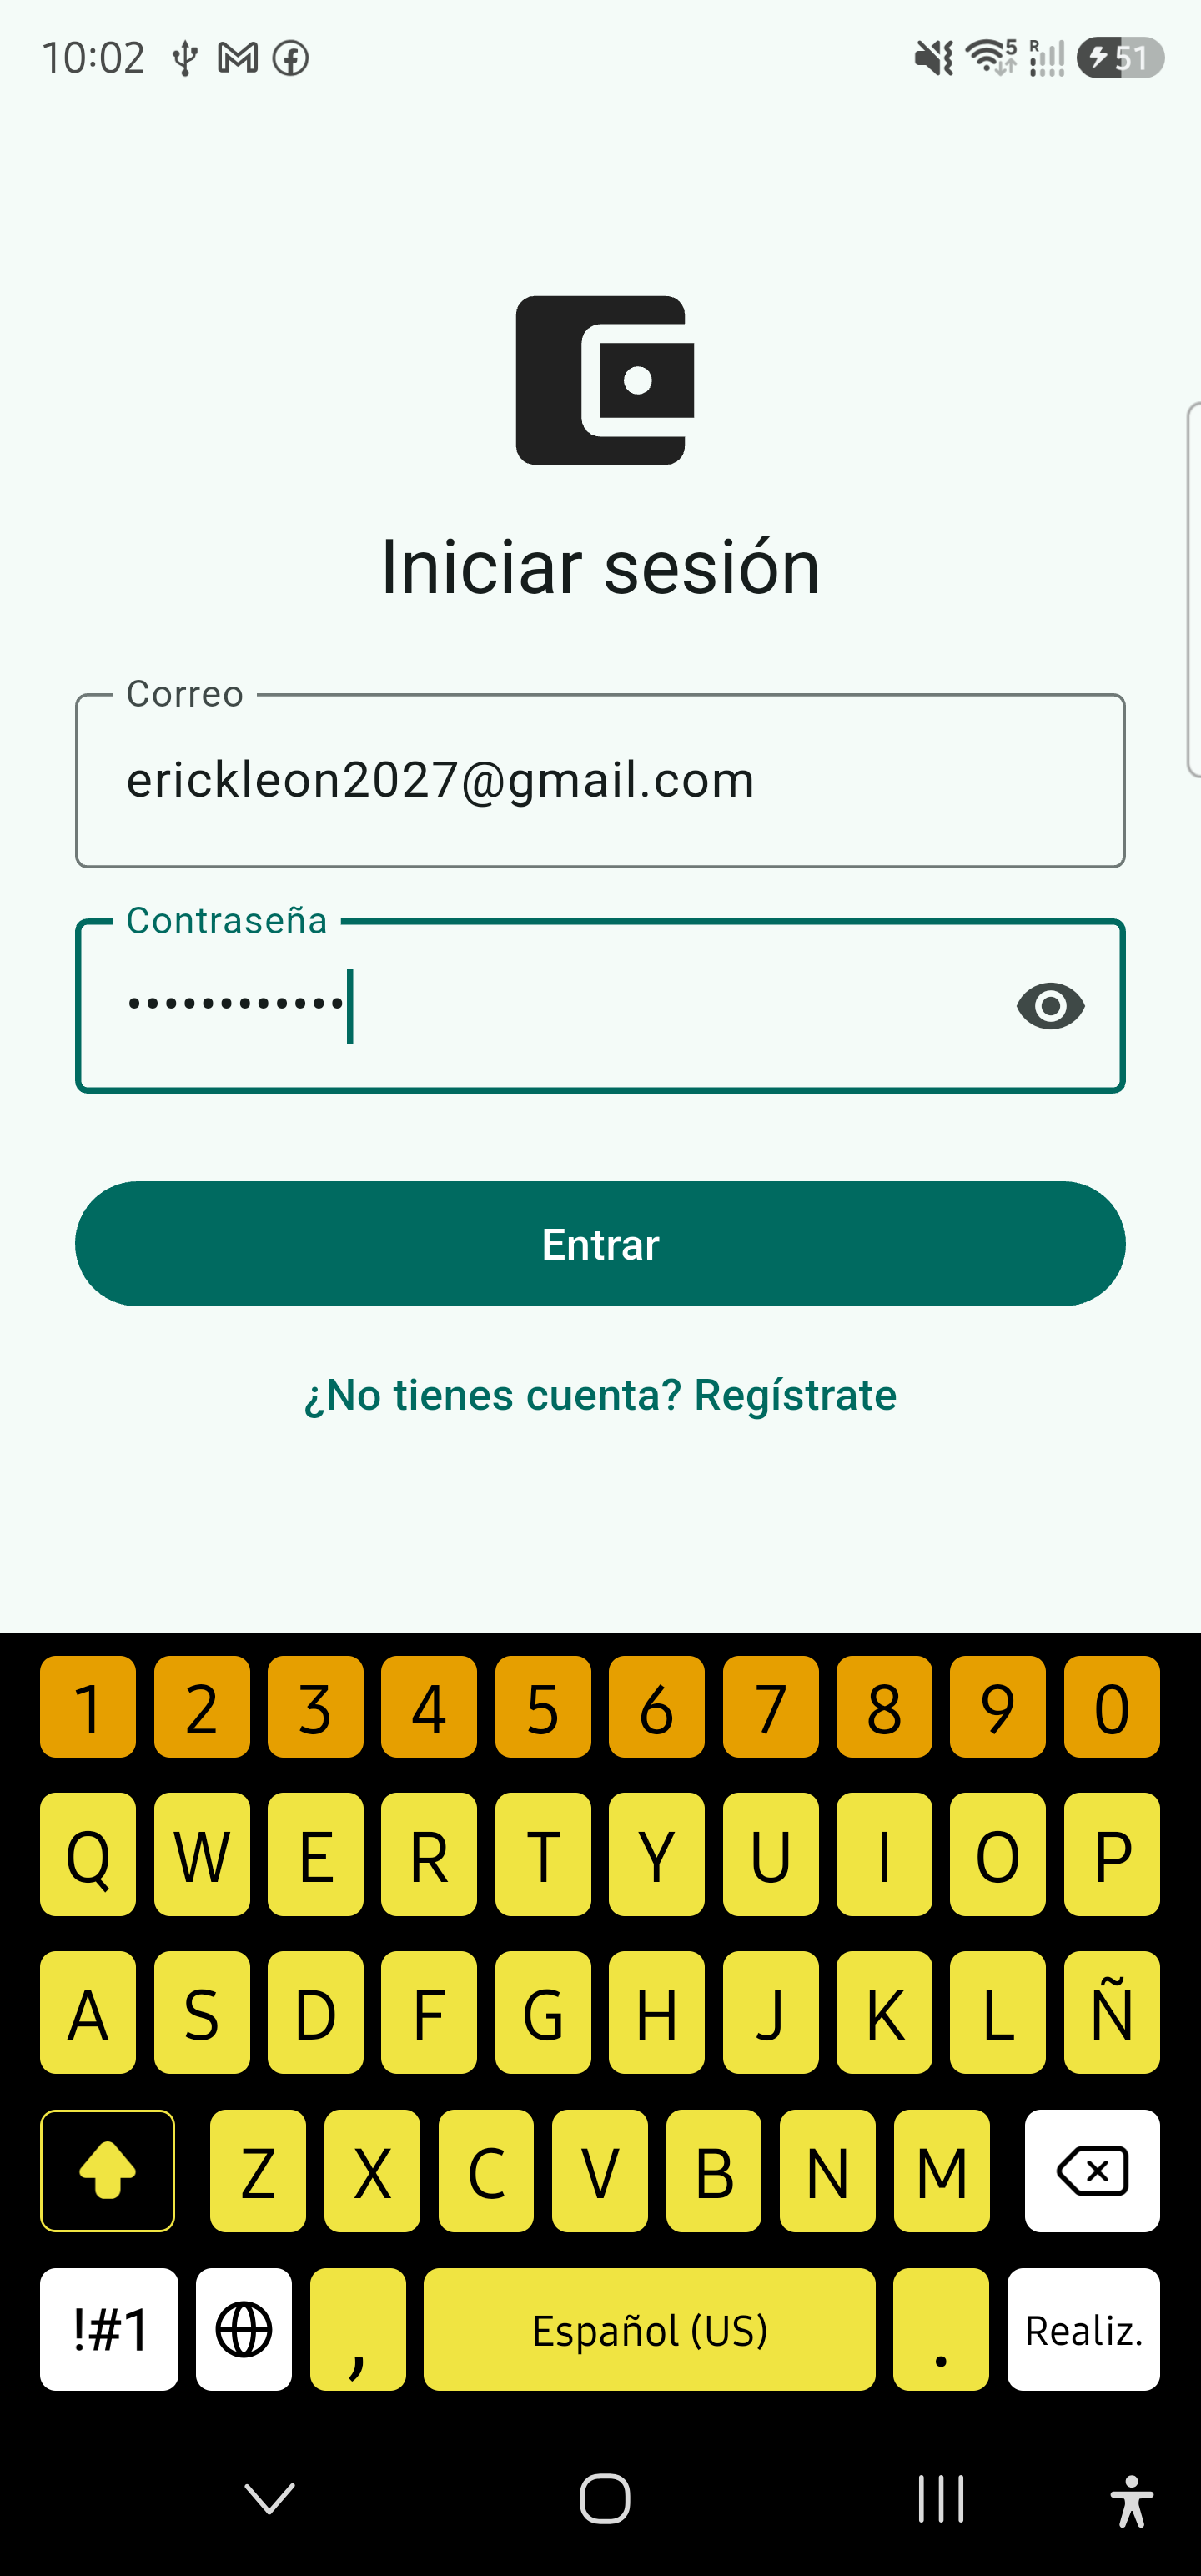 10:02
5 R 51
Iniciar sesión
Correo
erickleon2027@gmail.com
Contraseña
••••••••••••
Entrar
¿No tienes cuenta? Regístrate
1 2 3 4 5 6 7 8 9 0
Q W E R T Y U I O P
A S D F G H J K L Ñ
Z X C V B N M
!#1 , Español (US) . Realiz.